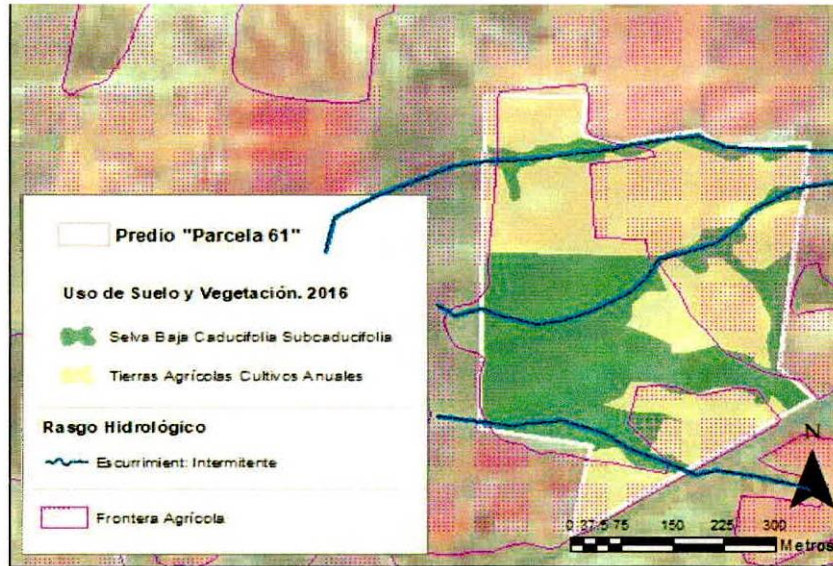 Predio "Parcela 61"
Uso de Suelo y Vegetación. 2016
Selva Baja Caducifolia Subcaducifolia
Tierras Agrícolas Cultivos Anuales
Rasgo Hidrológico
Escurrimient: Intermitente
Frontera Agrícola
N
0 37.5 75 150 225 300
Metros